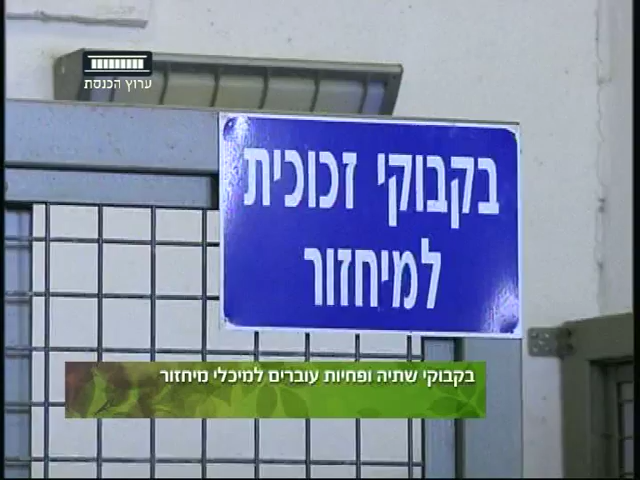 ערוץ הכנסת
בקבוקי זכוכית
למיחזור
בקבוקי שתיה ופחיות עוברים למיכלי מיחזור